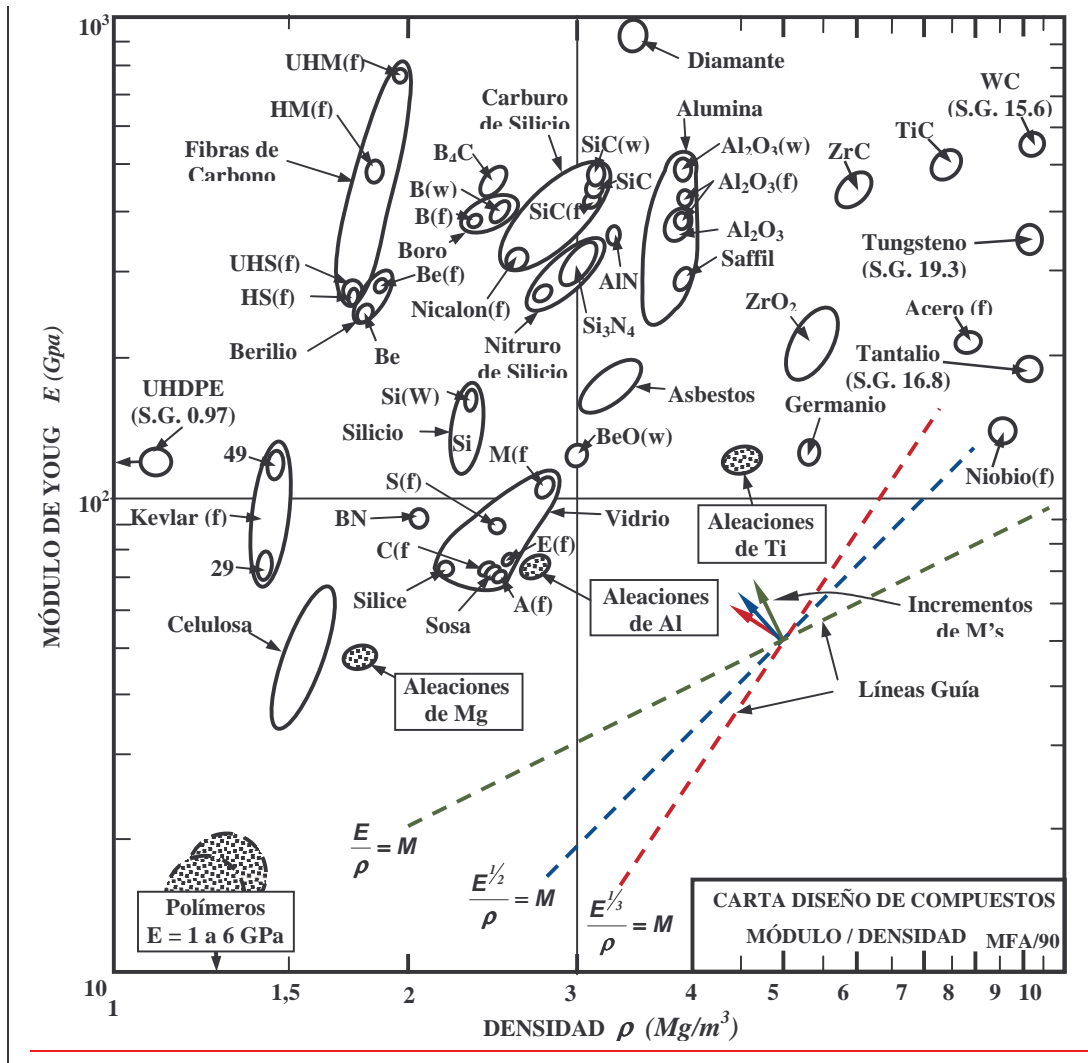 10³
UHM(f)
HM(f)
Fibras de
Carbono
UHS(f)
HS(f)
Be(f)
Berilio
Be
B₄C
B(w)
B(f)
Boro
Carburo
de Silicio
SiC(w)
SiC
SiC(f
Nicalon(f)
Nitruro
de Silicio
Si₃N₄
AlN
Diamante
Alumina
Al₂O₃(w)
Al₂O₃(f)
Al₂O₃
Saffil
WC
(S.G. 15.6)
TiC
ZrC
Tungsteno
(S.G. 19.3)
ZrO₂
Acero (f)
Tantalio
(S.G. 16.8)
Germanio
Niobio(f)
Asbestos
BeO(w)
UHDPE
(S.G. 0.97)
Si(W)
Silicio
Si
49
Kevlar (f)
29
10²
BN
M(f
S(f)
Vidrio
C(f
E(f)
Silice
Sosa
A(f)
Aleaciones
de Ti
Aleaciones
de Al
Celulosa
Aleaciones
de Mg
Incrementos
de M's
Líneas Guía
E/ρ = M
E^1/2/ρ = M
E^1/3/ρ = M
Polímeros
E = 1 a 6 GPa
CARTA DISEÑO DE COMPUESTOS
MÓDULO / DENSIDAD MFA/90
MÓDULO DE YOUG E (Gpa)
10
1 1,5 2 3 4 5 6 7 8 9 10
DENSIDAD ρ (Mg/m³)